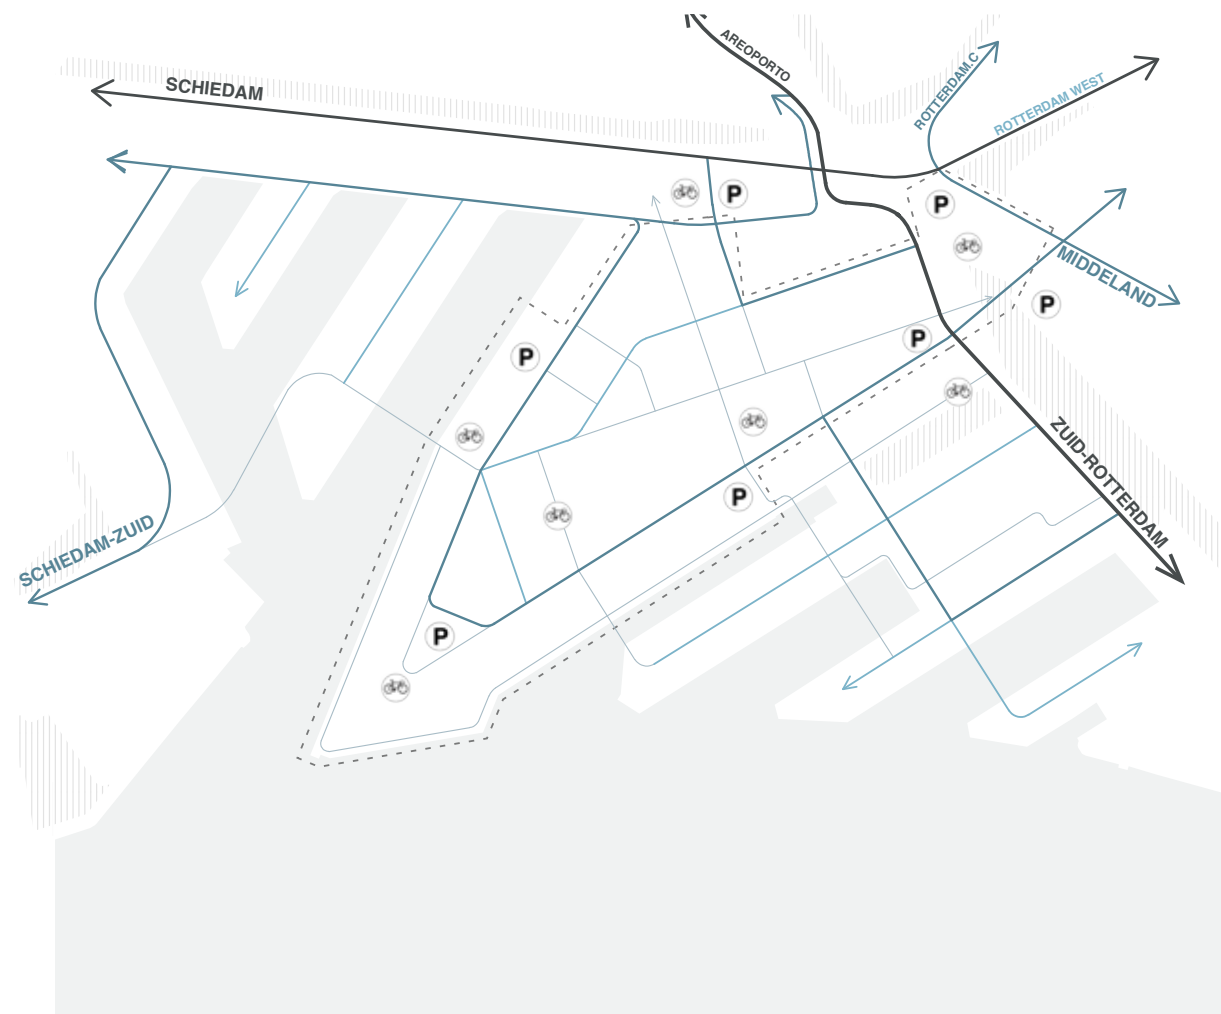 AREOPORTO
ROTTERDAM.C
ROTTERDAM WEST
SCHIEDAM
P
P
MIDDELAND
P
P
P
ZUID-ROTTERDAM
P
SCHIEDAM-ZUID
P